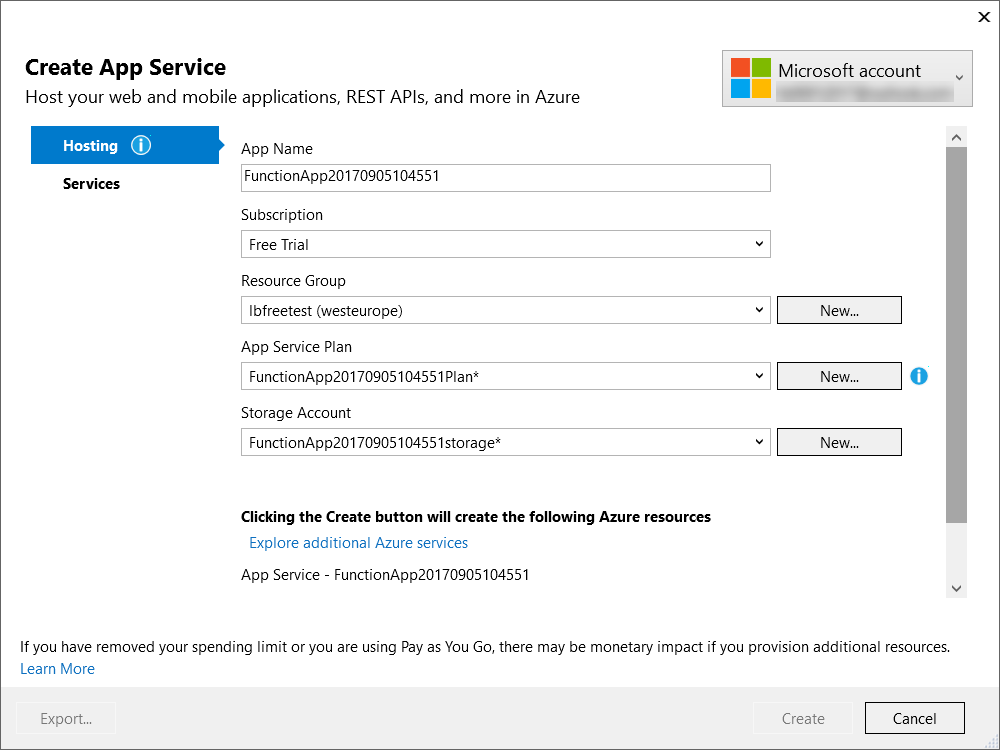 Create App Service
Host your web and mobile applications, REST APIs, and more in Azure
Microsoft account
Hosting
Services
App Name
FunctionApp20170905104551
Subscription
Free Trial
Resource Group
lbfreetest (westeurope)
New...
App Service Plan
FunctionApp20170905104551Plan*
New...
Storage Account
FunctionApp20170905104551storage*
New...
Clicking the Create button will create the following Azure resources
Explore additional Azure services
App Service - FunctionApp20170905104551
If you have removed your spending limit or you are using Pay as You Go, there may be monetary impact if you provision additional resources.
Learn More
Export...
Create
Cancel